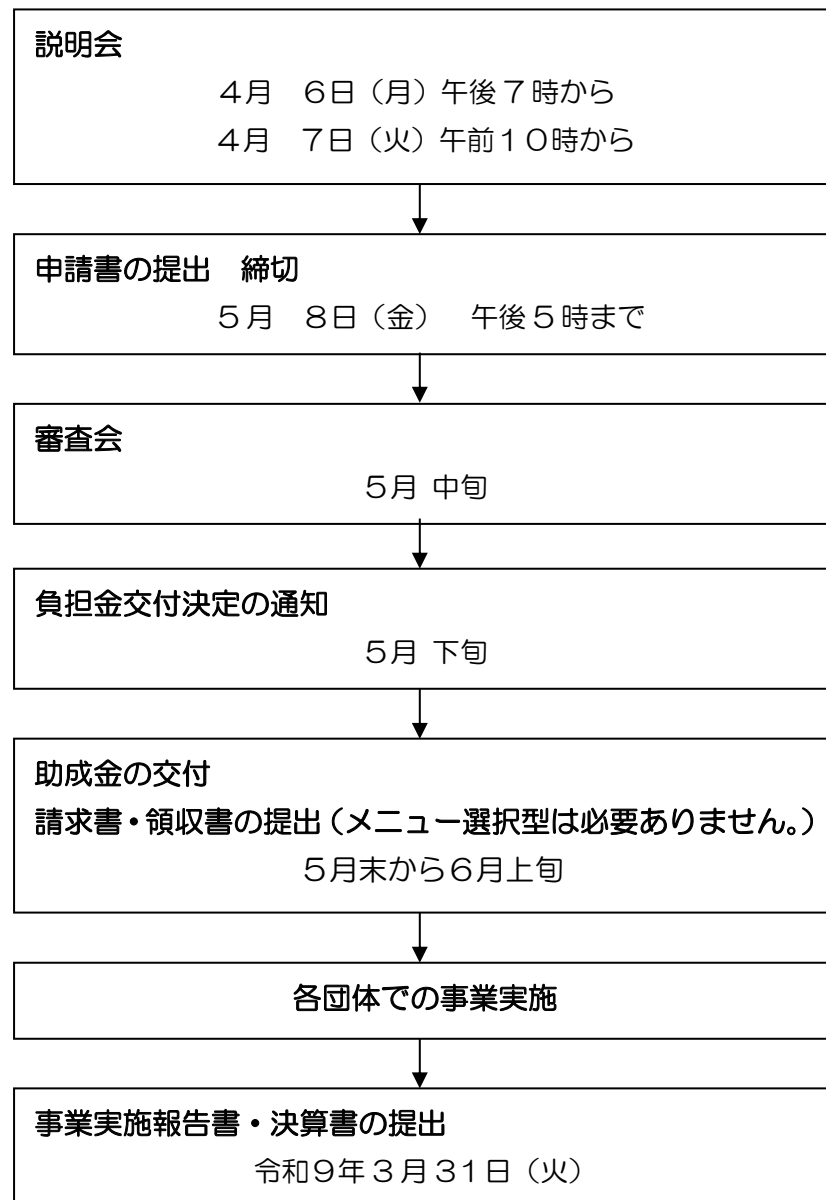 説明会
４月　６日（月）午後７時から
４月　７日（火）午前１０時から
申請書の提出　締切
５月　８日（金）　午後５時まで
審査会
５月 中旬
負担金交付決定の通知
５月 下旬
助成金の交付
請求書・領収書の提出（メニュー選択型は必要ありません。）
５月末から６月上旬
各団体での事業実施
事業実施報告書・決算書の提出
令和９年３月３１日（火）